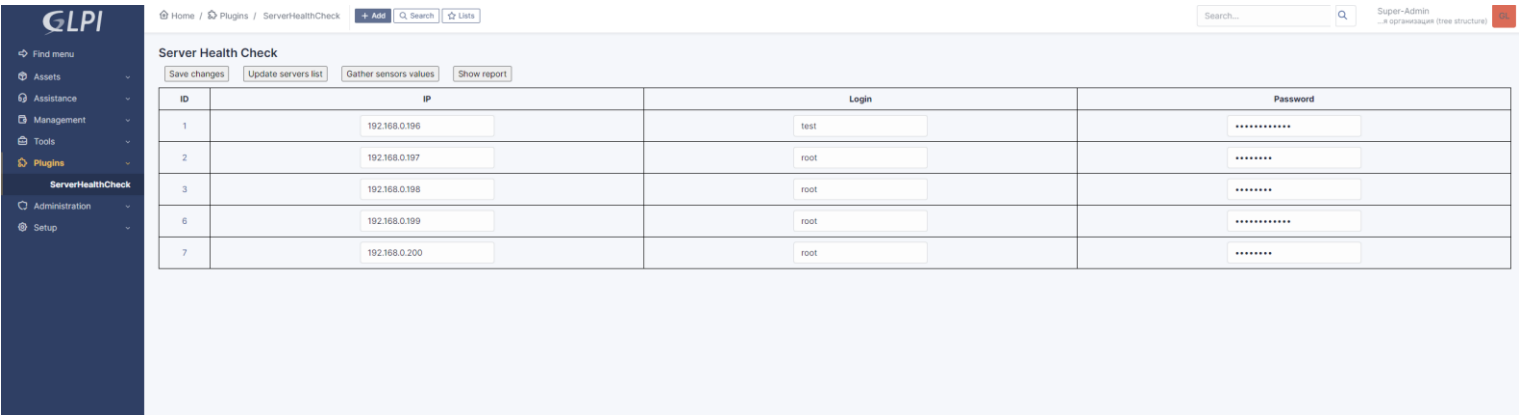 GLPI
Home / Plugins / ServerHealthCheck + Add Search Lists Search... Super-Admin
...я организация (tree structure) GL
Find menu
Assets
Assistance
Management
Tools
Plugins
ServerHealthCheck
Administration
Setup
Server Health Check
Save changes Update servers list Gather sensors values Show report
ID IP Login Password
1 192.168.0.196 test ••••••••••••
2 192.168.0.197 root ••••••••
3 192.168.0.198 root ••••••••
6 192.168.0.199 root ••••••••••••
7 192.168.0.200 root ••••••••